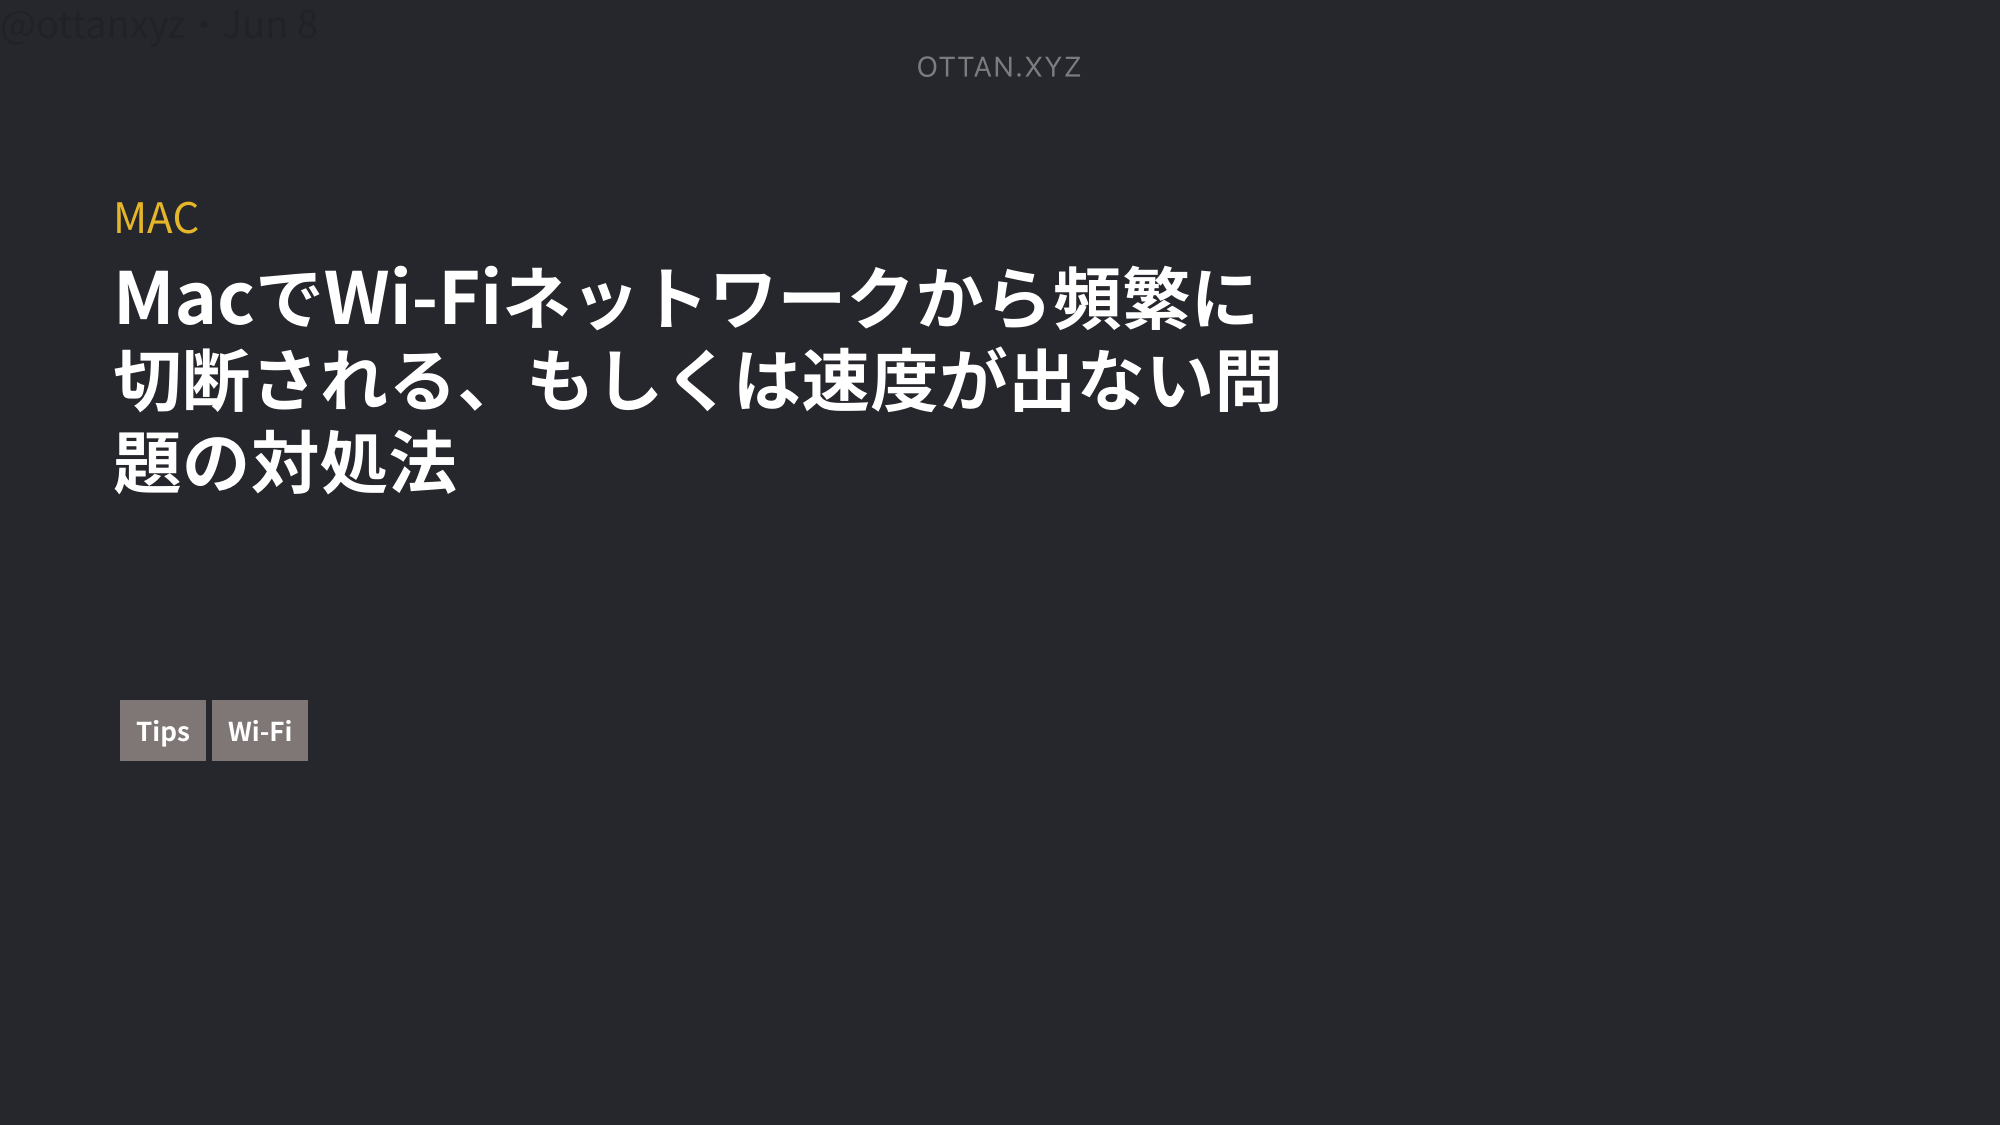 @ottanxyz・Jun 8
OTTAN.XYZ
MAC
MacでWi-Fiネットワークから頻繁に
切断される、もしくは速度が出ない問
題の対処法
Tips Wi-Fi